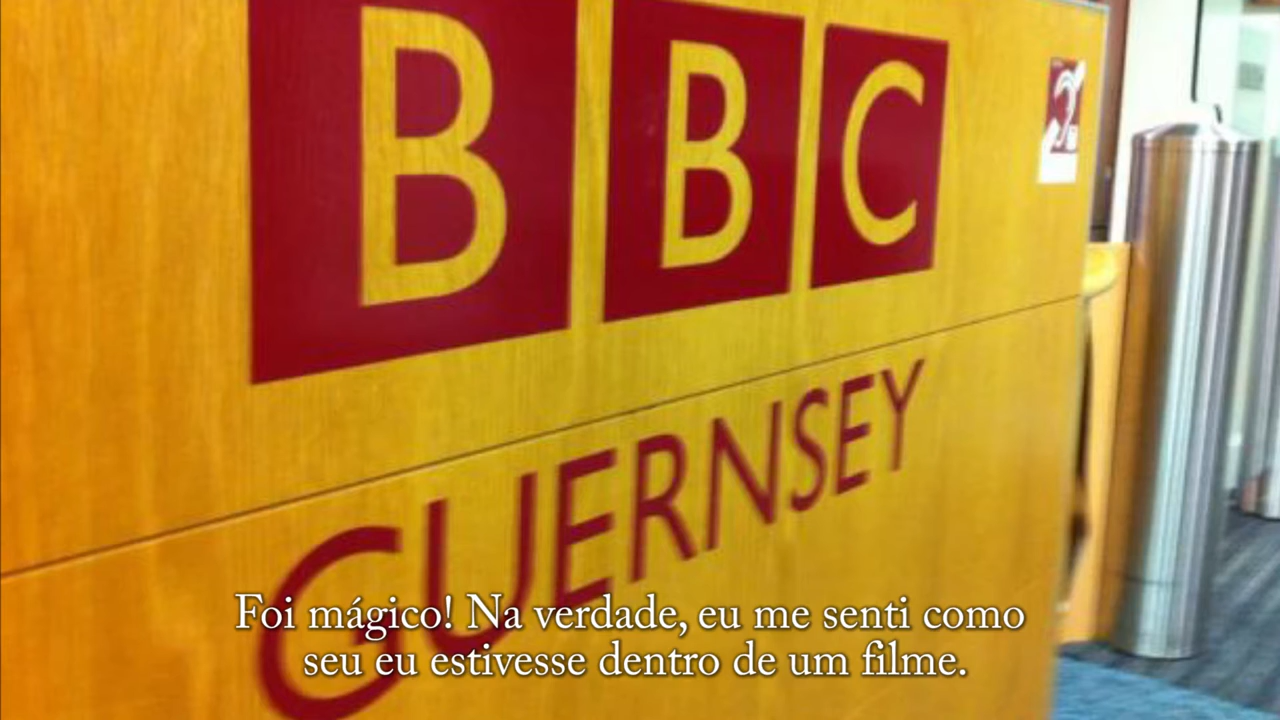 BBC
GUERNSEY
Foi mágico! Na verdade, eu me senti como
seu eu estivesse dentro de um filme.